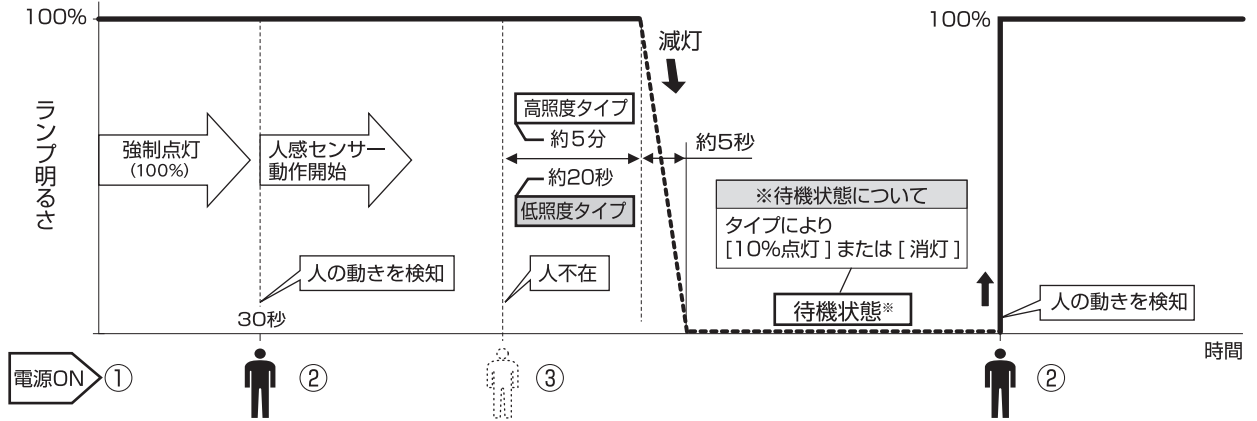 100%
ランプ明るさ
強制点灯
(100%)
人感センサー
動作開始
高照度タイプ
約5分
約20秒
低照度タイプ
減灯
約5秒
※待機状態について
タイプにより
[10%点灯]または[消灯]
待機状態※
100%
人の動きを検知
人不在
人の動きを検知
30秒
時間
電源ON
①
②
③
②